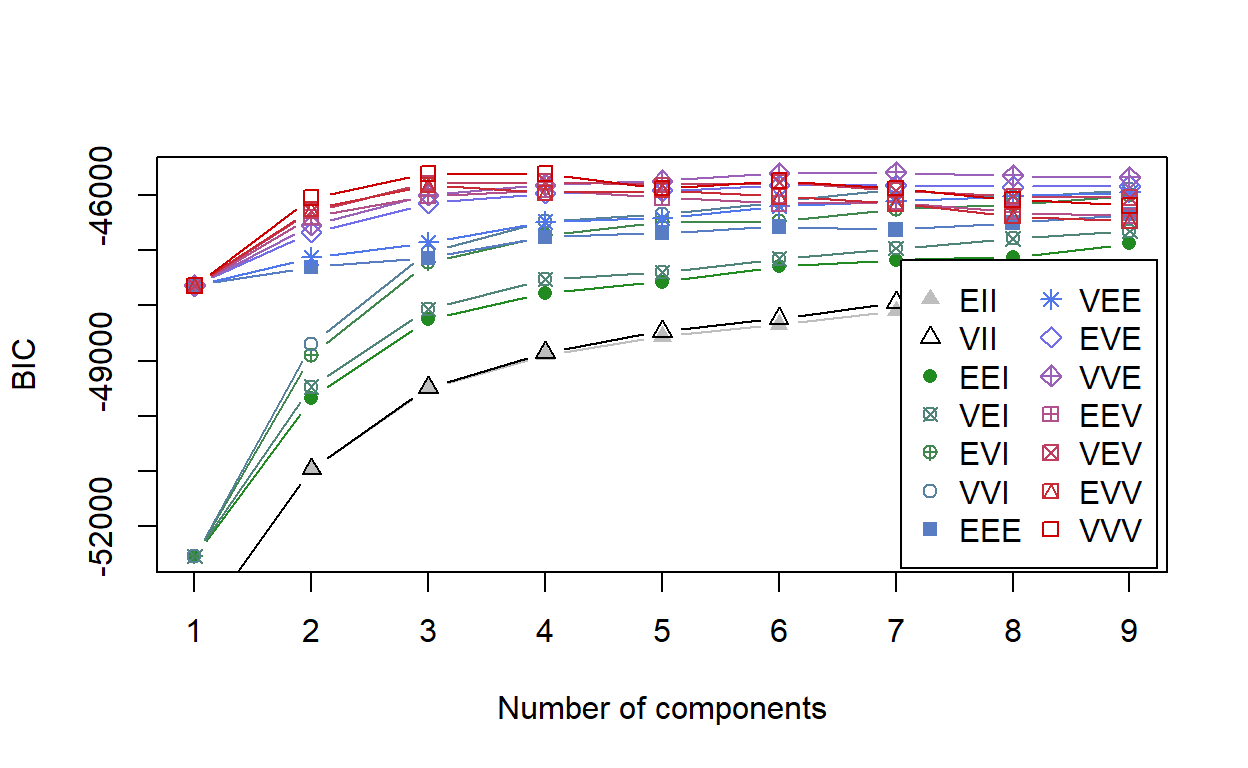 BIC
-46000
-49000
-52000
1 2 3 4 5 6 7 8 9
Number of components
EII
VII
EEI
VEI
EVI
VVI
EEE
VEE
EVE
VVE
EEV
VEV
EVV
VVV